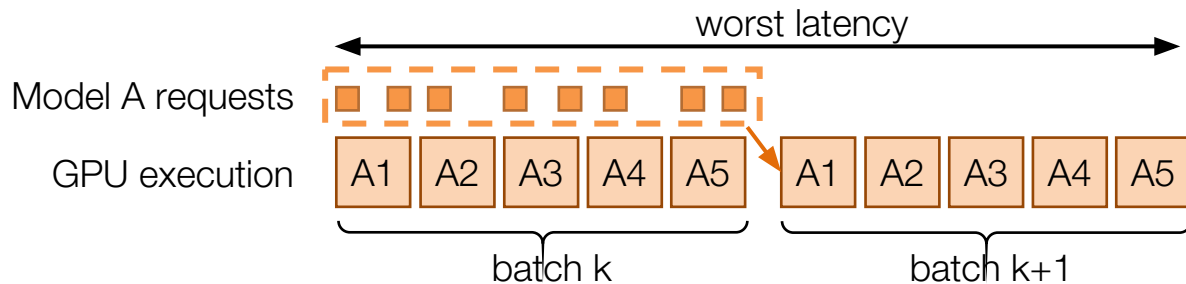 worst latency
Model A requests
GPU execution
A1 A2 A3 A4 A5 A1 A2 A3 A4 A5
batch k batch k+1